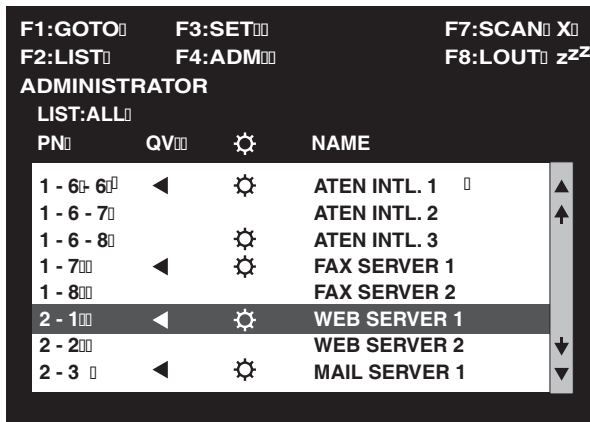 F1:GOTO F3:SET F7:SCAN X
F2:LIST F4:ADM F8:LOUT zzZ
ADMINISTRATOR
LIST:ALL
PN QV NAME
1 - 6 - 6 ATEN INTL. 1
1 - 6 - 7 ATEN INTL. 2
1 - 6 - 8 ATEN INTL. 3
1 - 7 FAX SERVER 1
1 - 8 FAX SERVER 2
2 - 1 WEB SERVER 1
2 - 2 WEB SERVER 2
2 - 3 MAIL SERVER 1